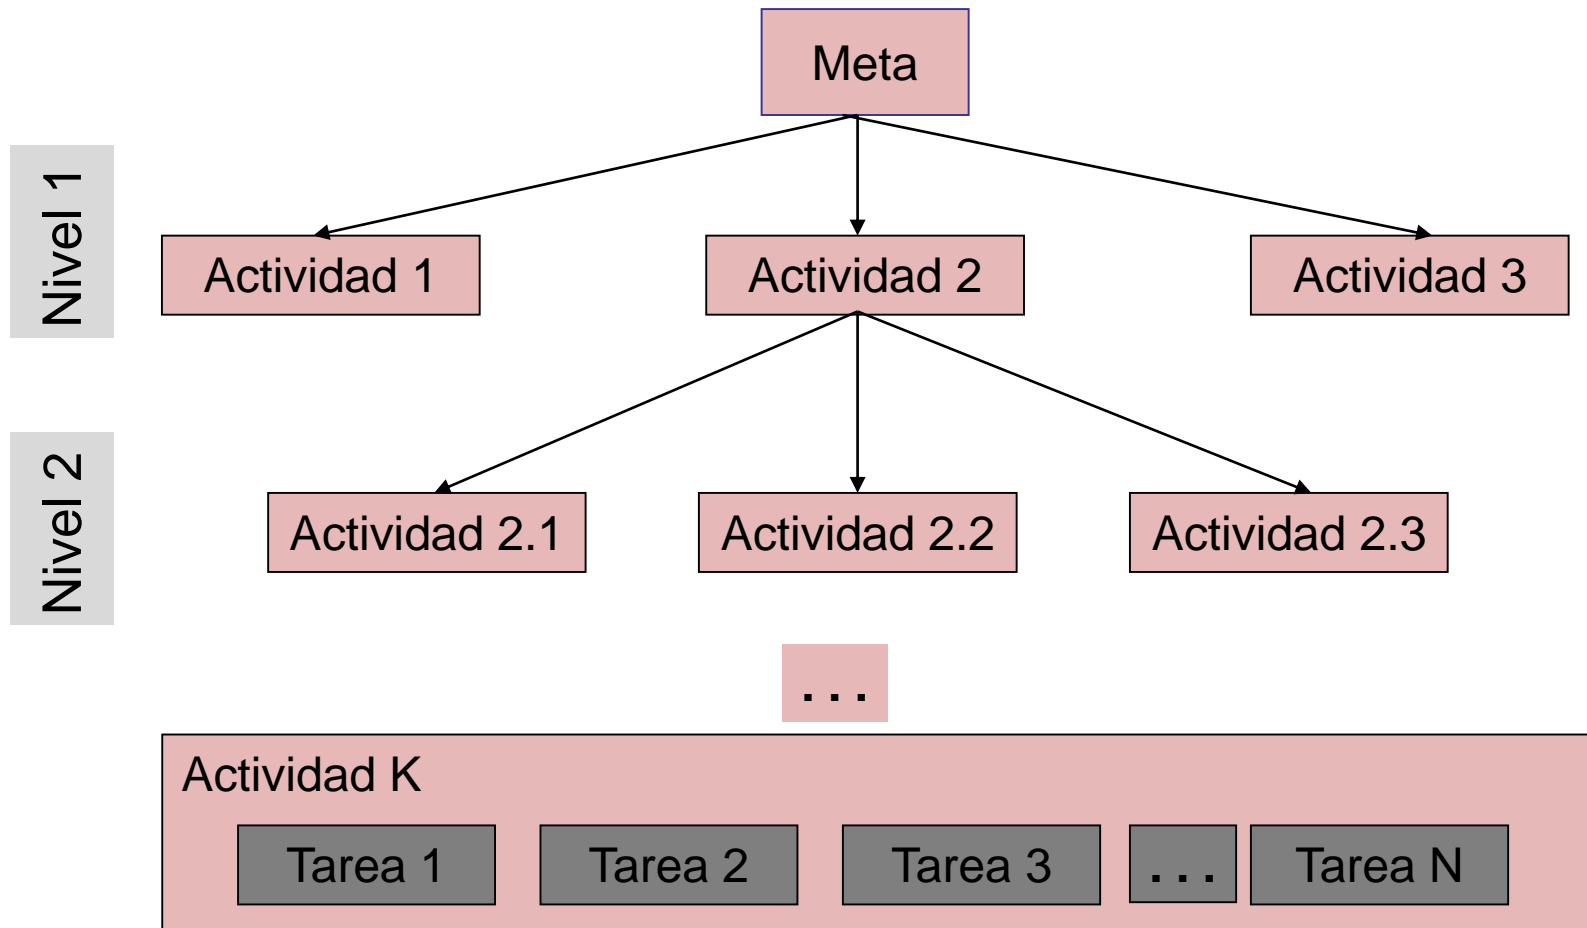 Meta
Nivel 1
Actividad 1
Actividad 2
Actividad 3
Nivel 2
Actividad 2.1
Actividad 2.2
Actividad 2.3
. . .
Actividad K
Tarea 1
Tarea 2
Tarea 3
. . .
Tarea N